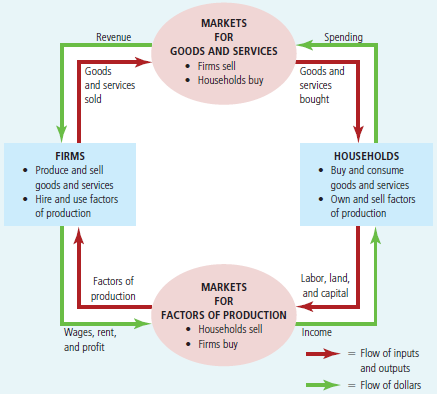 MARKETS
FOR
GOODS AND SERVICES
• Firms sell
• Households buy
Revenue
Spending
Goods
and services
sold
Goods and
services
bought
FIRMS
• Produce and sell
goods and services
• Hire and use factors
of production
HOUSEHOLDS
• Buy and consume
goods and services
• Own and sell factors
of production
Factors of
production
Labor, land,
and capital
MARKETS
FOR
FACTORS OF PRODUCTION
• Households sell
• Firms buy
Wages, rent,
and profit
Income
= Flow of inputs
and outputs
= Flow of dollars